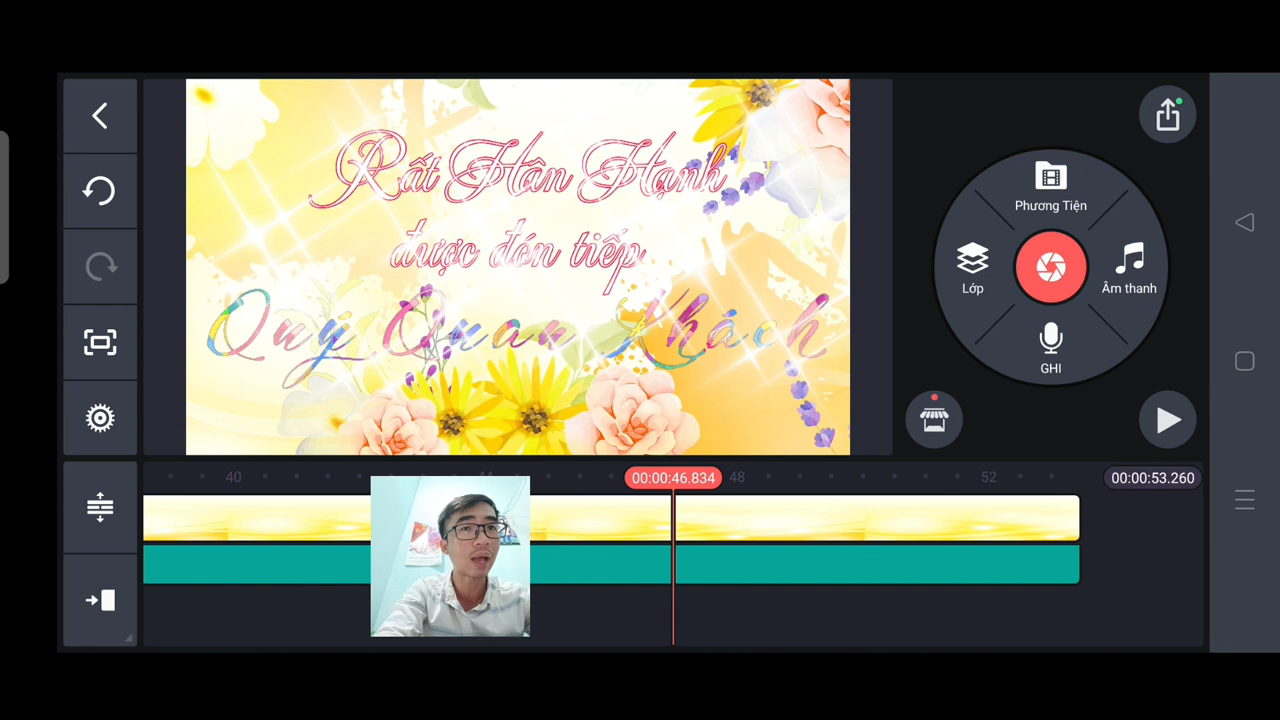 Rất Hân Hạnh
được đón tiếp
Quý Quan Khách
Phương Tiện
Lớp
Âm thanh
GHI
40
44
00:00:46.834
48
52
00:00:53.260